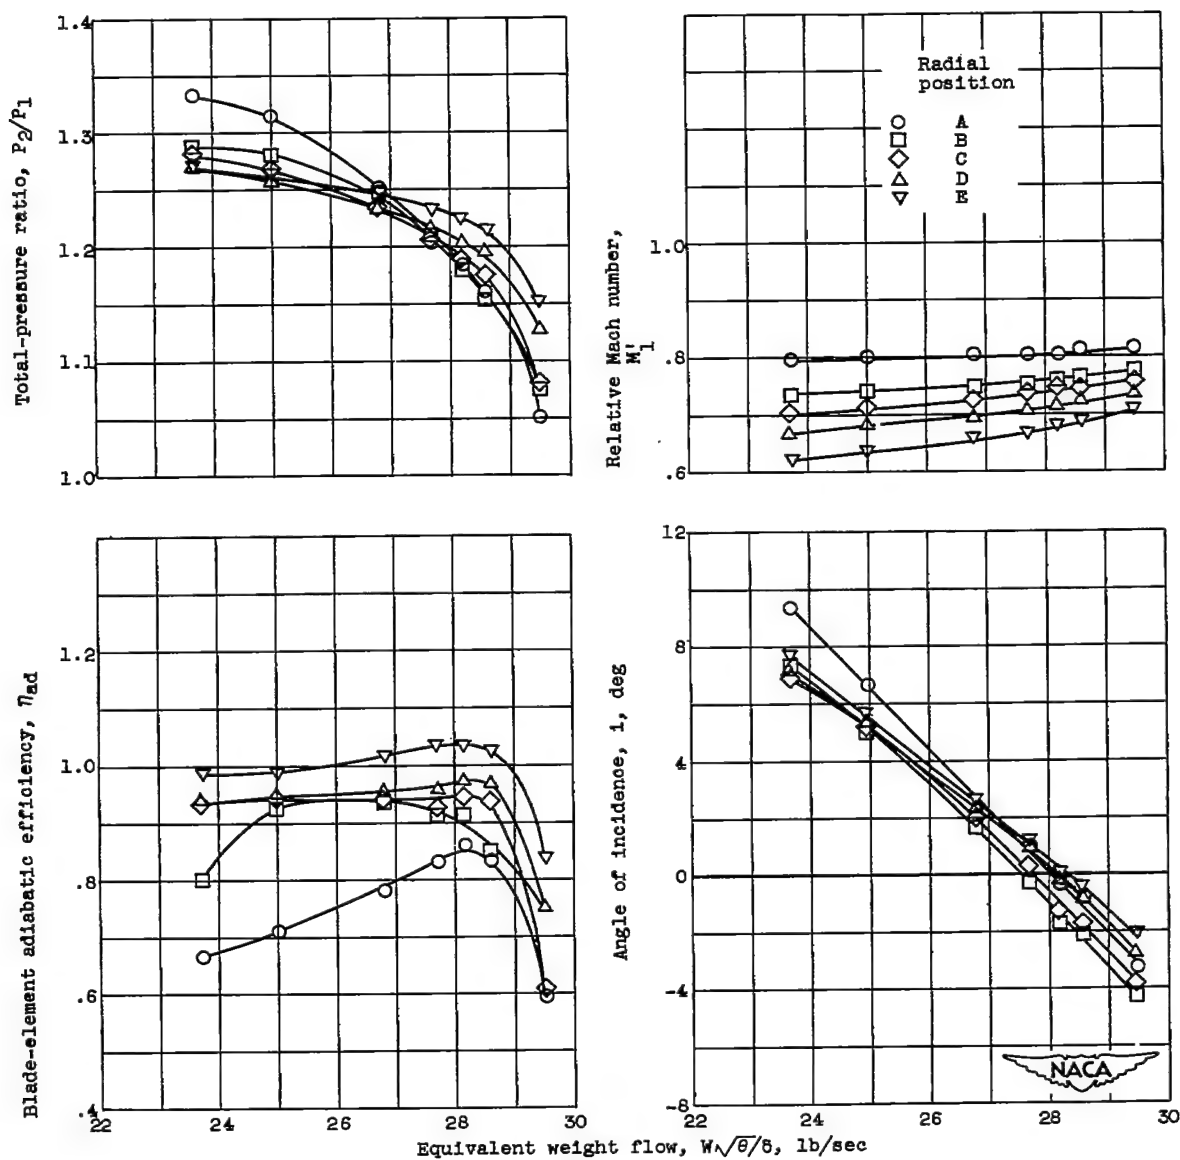 1.4
1.3
1.2
1.1
1.0
Total-pressure ratio, P2/P1
Radial
position
A
B
C
D
E
1.0
.8
.6
Relative Mach number,
M'1
1.2
1.0
.8
.6
.4
Blade-element adiabatic efficiency, ηad
22
24
26
28
30
12
8
4
0
-4
-8
Angle of incidence, i, deg
NACA
22
24
26
28
30
Equivalent weight flow, W√θ/δ, lb/sec